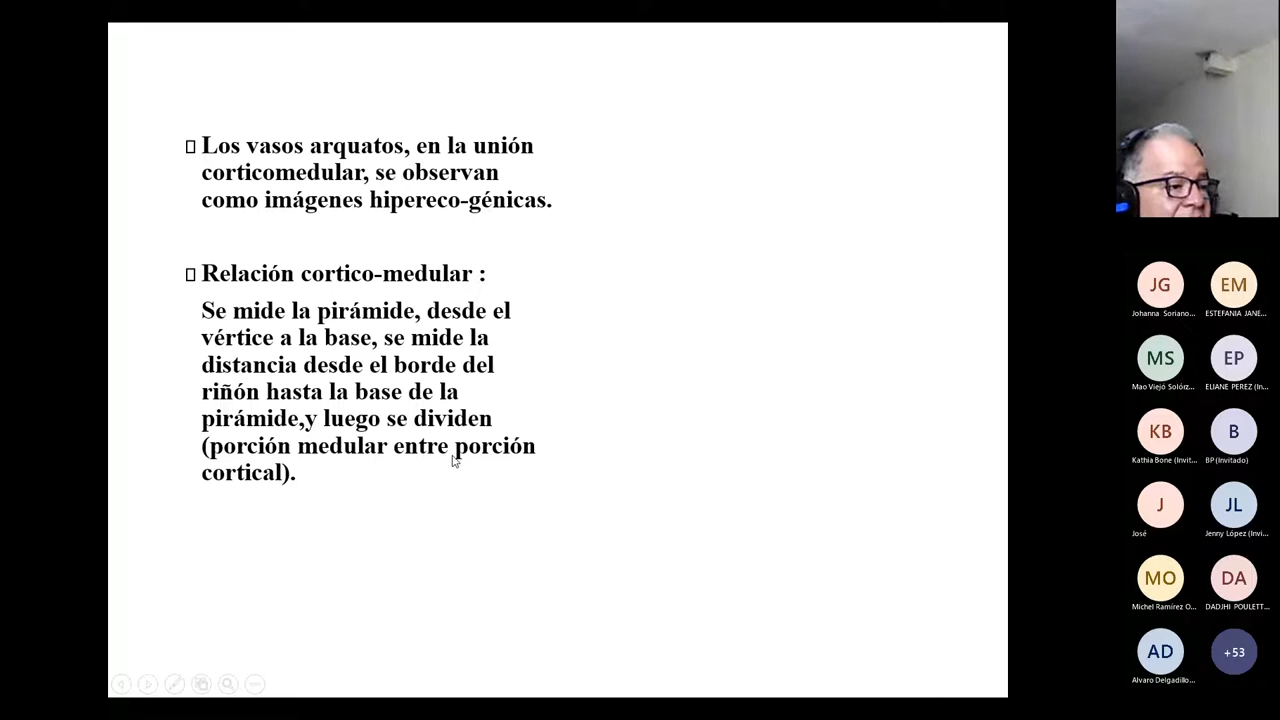 Los vasos arquatos, en la unión
corticomedular, se observan
como imágenes hipereco-génicas.
Relación cortico-medular :
Se mide la pirámide, desde el
vértice a la base, se mide la
distancia desde el borde del
riñón hasta la base de la
pirámide,y luego se dividen
(porción medular entre porción
cortical).
JG
EM
Johanna Soriano...
ESTEFANIA JANE...
MS
EP
Mao Viejó Solórz...
ELIANE PEREZ (In...
KB
B
Kathia Bone (Invit...
BP (Invitado)
J
JL
José
Jenny López (Invi...
MO
DA
Michel Ramírez O...
DADJHI POULETT...
AD
+53
Alvaro Delgadillo...